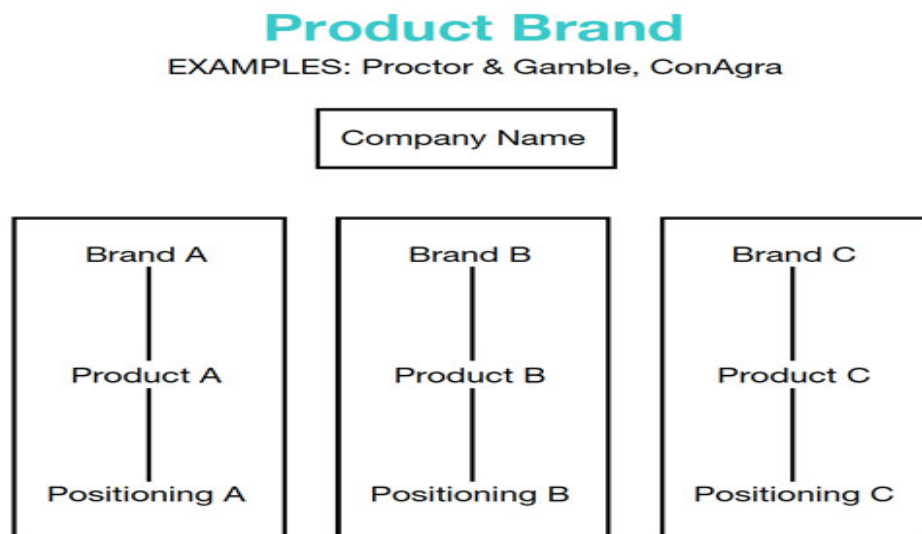 Product Brand
EXAMPLES: Proctor & Gamble, ConAgra
Company Name
Brand A
Product A
Positioning A
Brand B
Product B
Positioning B
Brand C
Product C
Positioning C